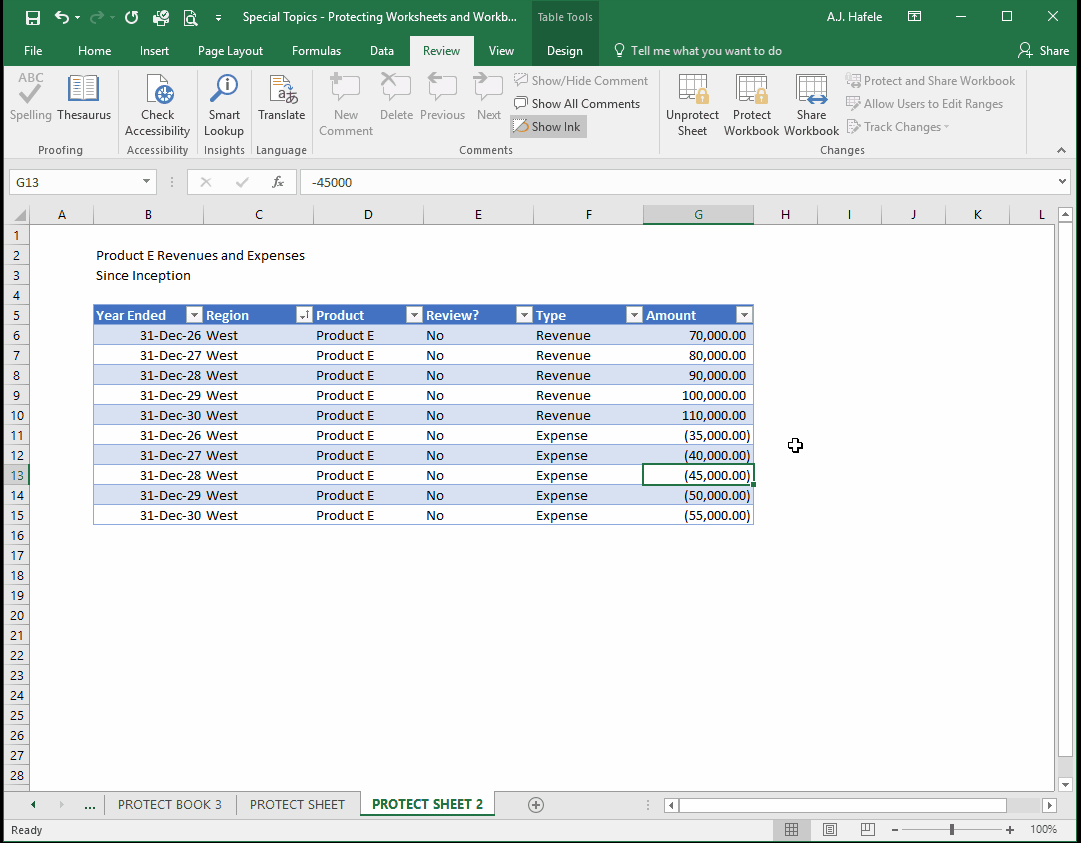 Special Topics - Protecting Worksheets and Workb... Table Tools A.J. Hafele
File Home Insert Page Layout Formulas Data Review View Design Tell me what you want to do Share
ABC
Spelling Thesaurus Check Accessibility Smart Lookup Translate New Comment Delete Previous Next Show/Hide Comment Show All Comments Show Ink Unprotect Sheet Protect Workbook Share Workbook Protect and Share Workbook Allow Users to Edit Ranges Track Changes
Proofing Accessibility Insights Language Comments Changes
G13 fx -45000
A B C D E F G H I J K L
1
2 Product E Revenues and Expenses
3 Since Inception
4
5 Year Ended Region Product Review? Type Amount
6 31-Dec-26 West Product E No Revenue 70,000.00
7 31-Dec-27 West Product E No Revenue 80,000.00
8 31-Dec-28 West Product E No Revenue 90,000.00
9 31-Dec-29 West Product E No Revenue 100,000.00
10 31-Dec-30 West Product E No Revenue 110,000.00
11 31-Dec-26 West Product E No Expense (35,000.00)
12 31-Dec-27 West Product E No Expense (40,000.00)
13 31-Dec-28 West Product E No Expense (45,000.00)
14 31-Dec-29 West Product E No Expense (50,000.00)
15 31-Dec-30 West Product E No Expense (55,000.00)
16
17
18
19
20
21
22
23
24
25
26
27
28
... PROTECT BOOK 3 PROTECT SHEET PROTECT SHEET 2
Ready 100%